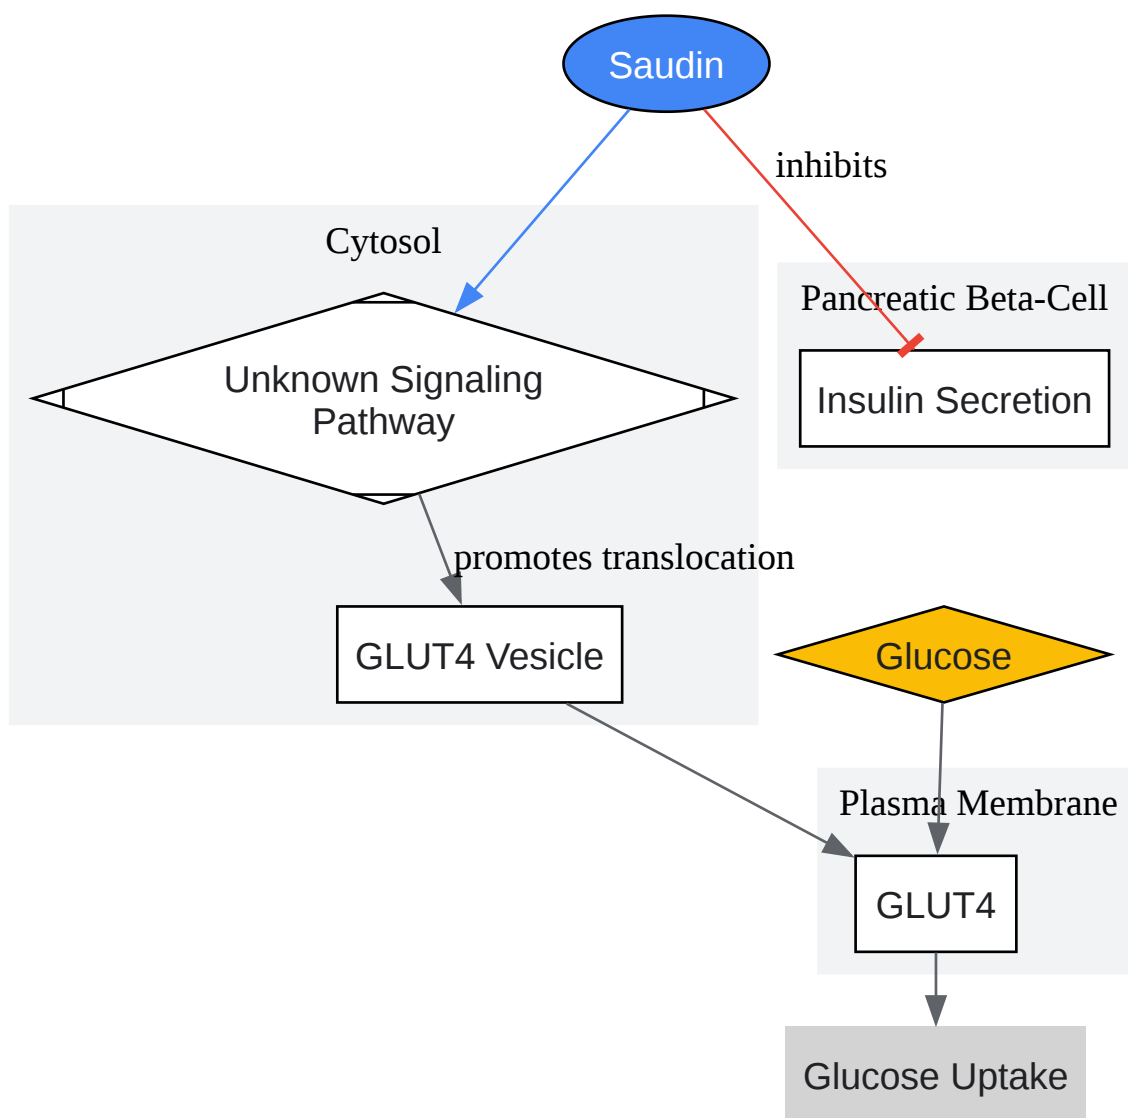 Saudin
inhibits
Cytosol
Pancreatic Beta-Cell
Unknown Signaling
Pathway
Insulin Secretion
promotes translocation
GLUT4 Vesicle
Glucose
Plasma Membrane
GLUT4
Glucose Uptake